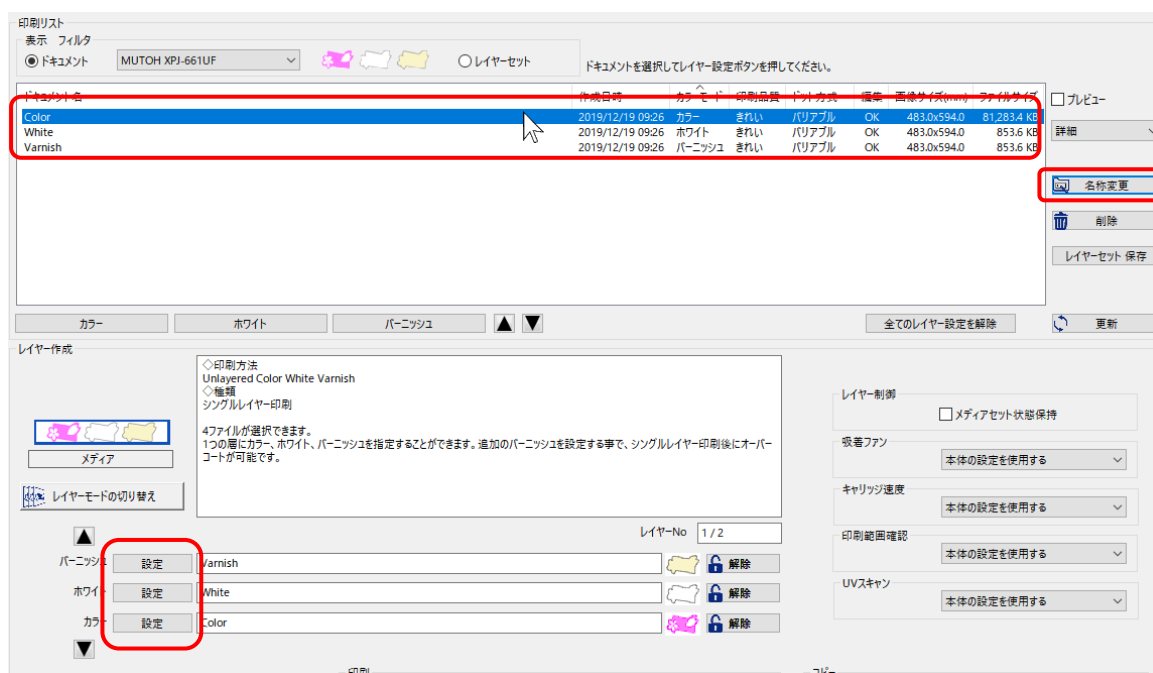 印刷リスト
表示 フィルタ
ドキュメント MUTOH XPJ-661UF レイヤーセット ドキュメントを選択してレイヤー設定ボタンを押してください。
ドキュメント名 作成日時 カラーモード 印刷品質 ドット方式 編集 画像サイズ(mm) ファイルサイズ
Color 2019/12/19 09:26 カラー きれい バリアブル OK 483.0x594.0 81,283.4 KB
White 2019/12/19 09:26 ホワイト きれい バリアブル OK 483.0x594.0 853.6 KB
Varnish 2019/12/19 09:26 バーニッシュ きれい バリアブル OK 483.0x594.0 853.6 KB
プレビュー
詳細
名称変更
削除
レイヤーセット 保存
カラー ホワイト バーニッシュ ▲ ▼ 全てのレイヤー設定を解除 更新
レイヤー作成
◇印刷方法
Unlayered Color White Varnish
◇種類
シングルレイヤー印刷
4ファイルが選択できます。
1つの層にカラー、ホワイト、バーニッシュを指定することができます。追加のバーニッシュを設定する事で、シングルレイヤー印刷後にオーバー
コートが可能です。
メディア
レイヤーモードの切り替え
レイヤー制御
メディアセット状態保持
吸着ファン
本体の設定を使用する
キャリッジ速度
本体の設定を使用する
印刷範囲確認
本体の設定を使用する
UVスキャン
本体の設定を使用する
▲ レイヤーNo 1 / 2
バーニッシュ 設定 Varnish 解除
ホワイト 設定 White 解除
カラー 設定 Color 解除
▼
印刷 コピー